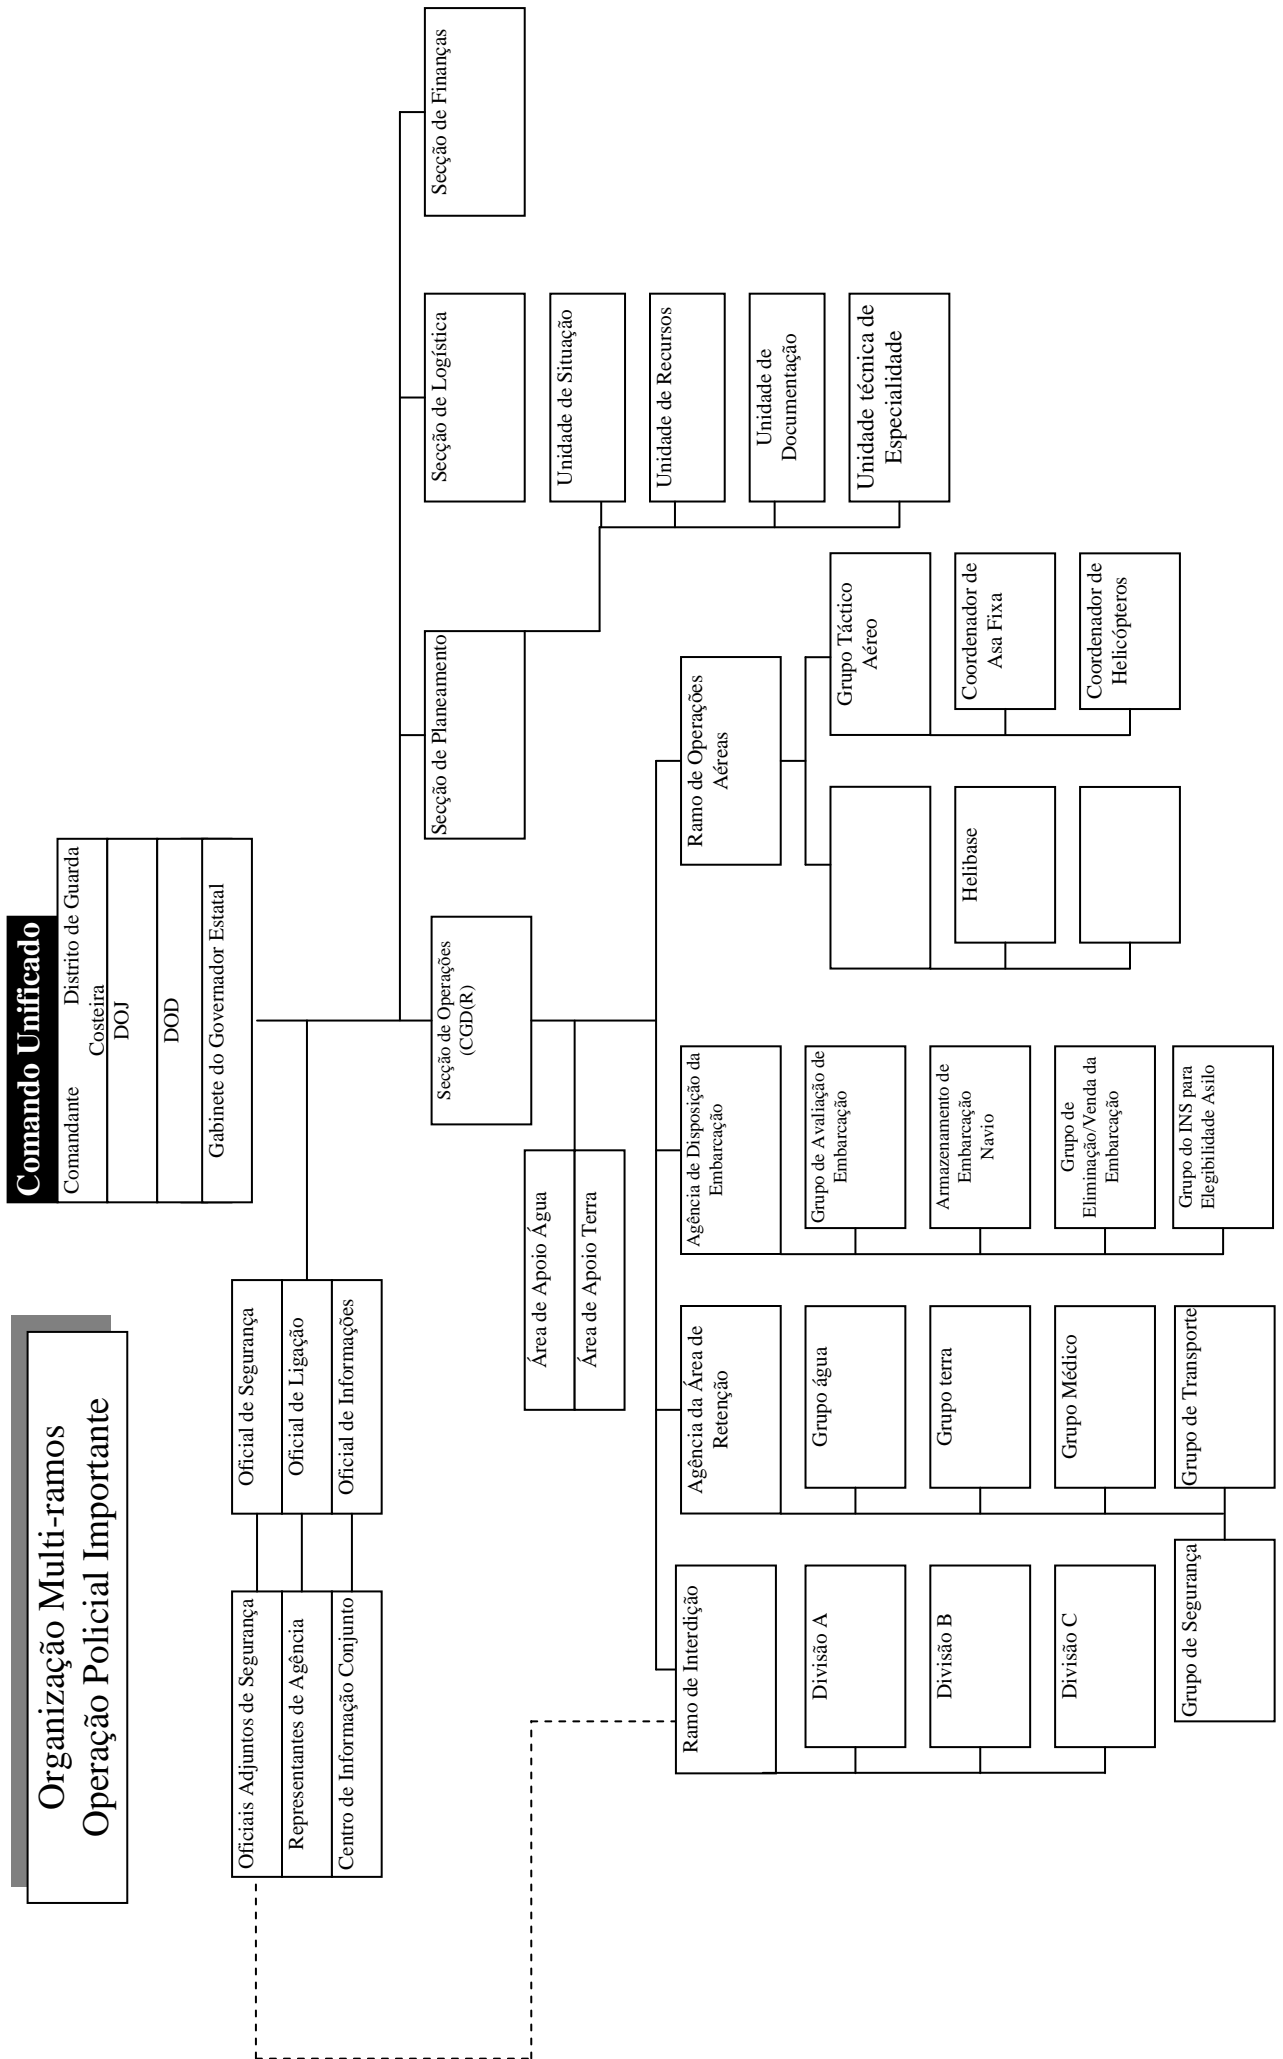 Organização Multi-ramos
Operação Policial Importante
Comando Unificado
Comandante Distrito de Guarda
Costeira
DOJ
DOD
Gabinete do Governador Estatal
Oficiais Adjuntos de Segurança
Representantes de Agência
Centro de Informação Conjunto
Oficial de Segurança
Oficial de Ligação
Oficial de Informações
Secção de Operações
(CGD(R)
Secção de Planeamento
Secção de Logística
Secção de Finanças
Unidade de Situação
Unidade de Recursos
Unidade de
Documentação
Unidade técnica de
Especialidade
Área de Apoio Água
Área de Apoio Terra
Ramo de Interdição
Divisão A
Divisão B
Divisão C
Agência da Área de
Retenção
Grupo água
Grupo terra
Grupo Médico
Grupo de Segurança
Grupo de Transporte
Agência de Disposição da
Embarcação
Grupo de Avaliação de
Embarcação
Armazenamento de
Embarcação
Navio
Grupo de
Eliminação/Venda da
Embarcação
Grupo do INS para
Elegibilidade Asilo
Ramo de Operações
Aéreas
Helibase
Grupo Táctico
Aéreo
Coordenador de
Asa Fixa
Coordenador de
Helicópteros